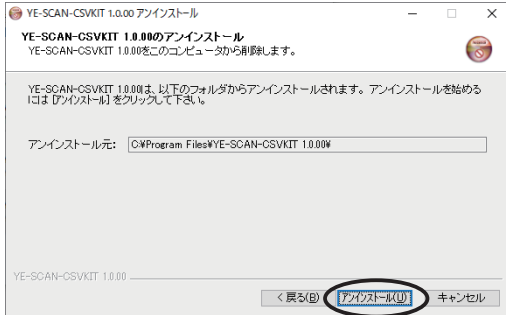 YE-SCAN-CSVKIT 1.0.00 アンインストール
YE-SCAN-CSVKIT 1.0.00のアンインストール
YE-SCAN-CSVKIT 1.0.00をこのコンピュータから削除します。
YE-SCAN-CSVKIT 1.0.00は、以下のフォルダからアンインストールされます。アンインストールを始める
には [アンインストール] をクリックして下さい。
アンインストール元: C:¥Program Files¥YE-SCAN-CSVKIT 1.0.00¥
YE-SCAN-CSVKIT 1.0.00
< 戻る(B) アンインストール(U) キャンセル